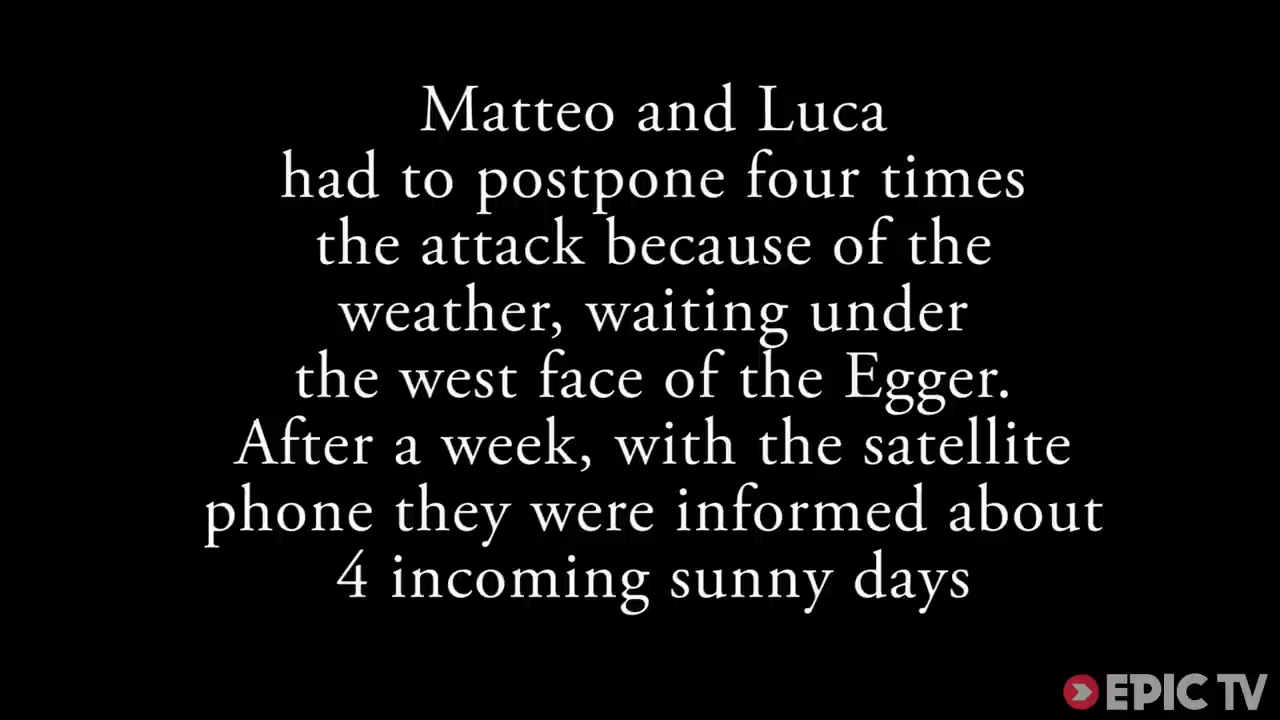 Matteo and Luca
had to postpone four times
the attack because of the
weather, waiting under
the west face of the Egger.
After a week, with the satellite
phone they were informed about
4 incoming sunny days
EPIC TV